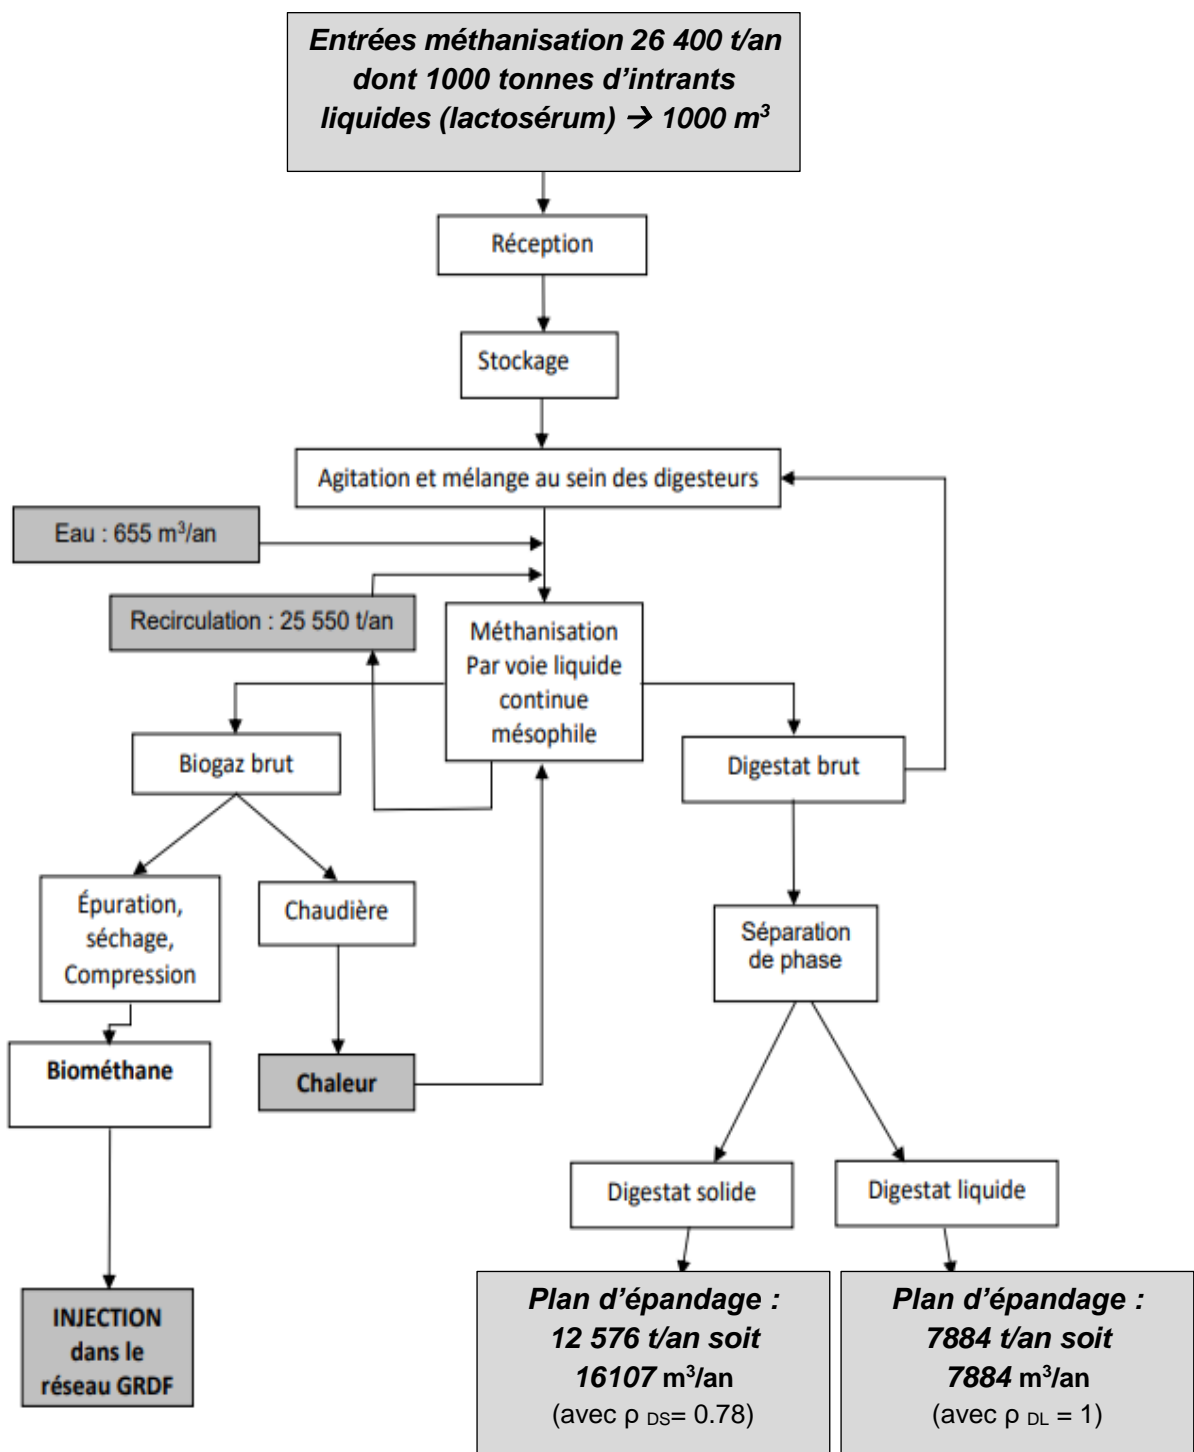 Entrées méthanisation 26 400 t/an
dont 1000 tonnes d'intrants
liquides (lactosérum) → 1000 m³
Réception
Stockage
Agitation et mélange au sein des digesteurs
Eau : 655 m³/an
Recirculation : 25 550 t/an
Méthanisation
Par voie liquide
continue
mésophile
Biogaz brut
Digestat brut
Épuration,
séchage,
Compression
Chaudière
Séparation
de phase
Biométhane
Chaleur
Digestat solide
Digestat liquide
INJECTION
dans le
réseau GRDF
Plan d'épandage :
12 576 t/an soit
16107 m³/an
(avec ρ DS= 0.78)
Plan d'épandage :
7884 t/an soit
7884 m³/an
(avec ρ DL = 1)